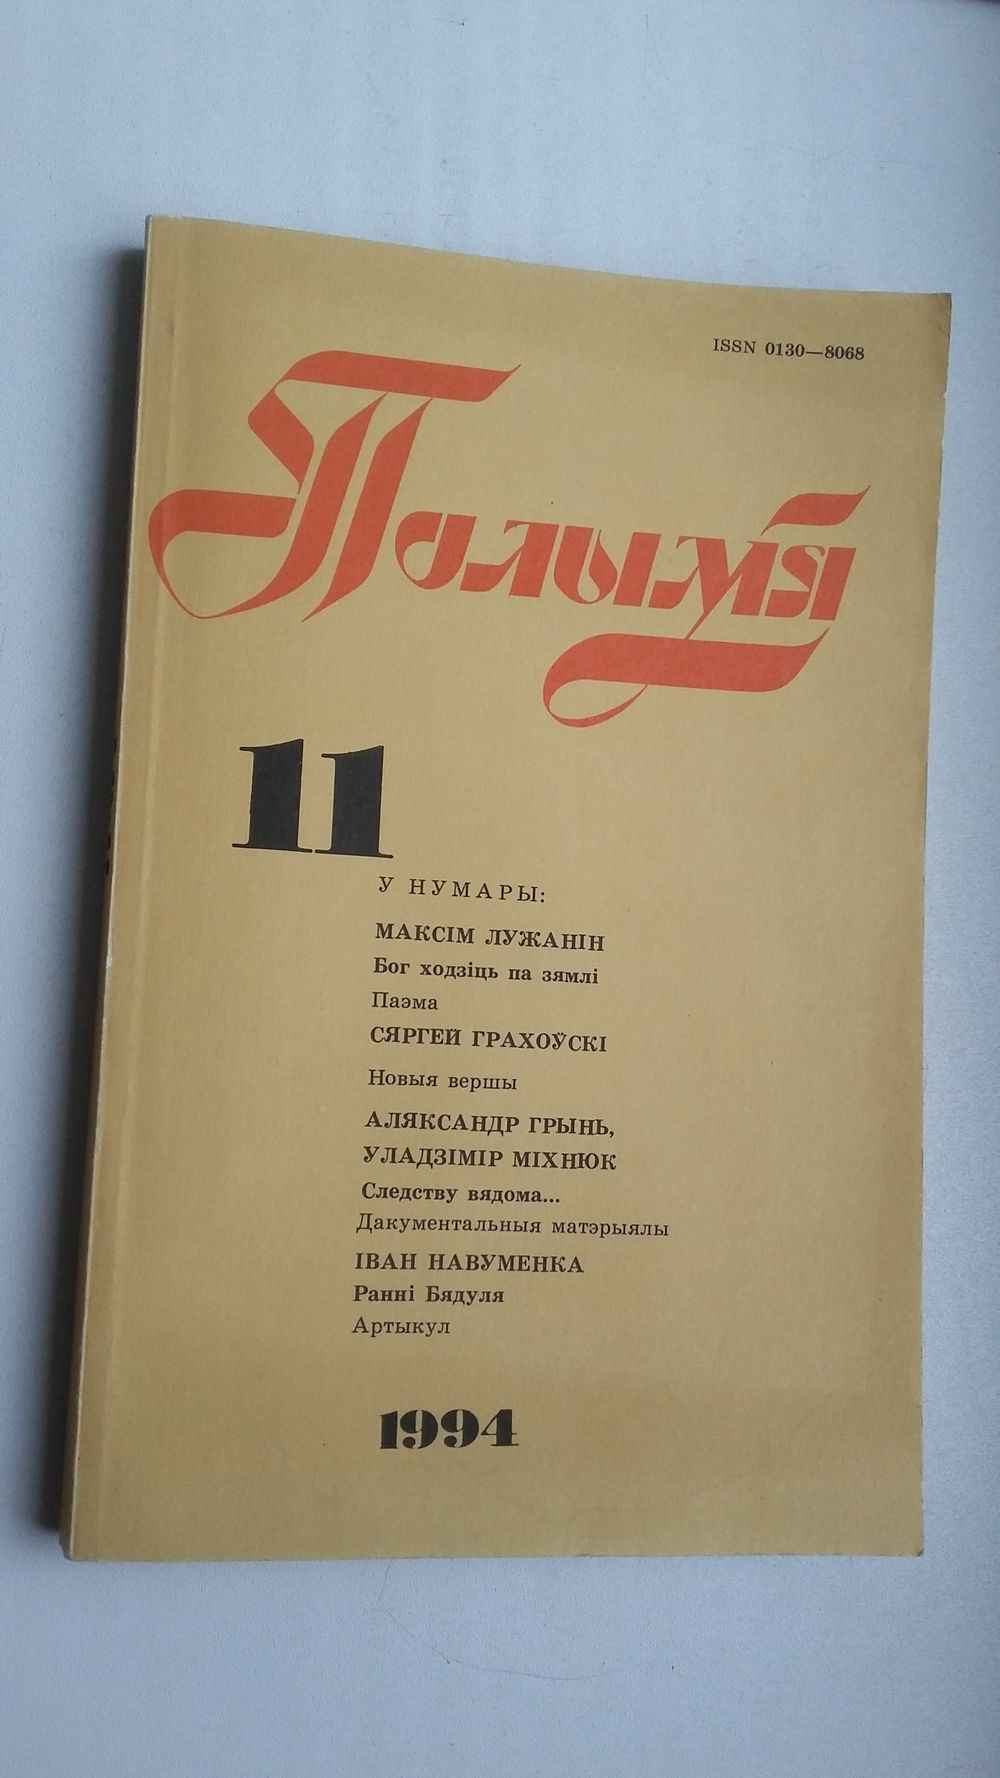 ISSN 0130—8068
Полымя
11
У НУМАРЫ:
МАКСІМ ЛУЖАНІН
Бог ходзіць па зямлі
Паэма
СЯРГЕЙ ГРАХОЎСКІ
Новыя вершы
АЛЯКСАНДР ГРЫНЬ,
УЛАДЗІМІР МІХНЮК
Следству вядома...
Дакументальныя матэрыялы
ІВАН НАВУМЕНКА
Ранні Бядуля
Артыкул
1994